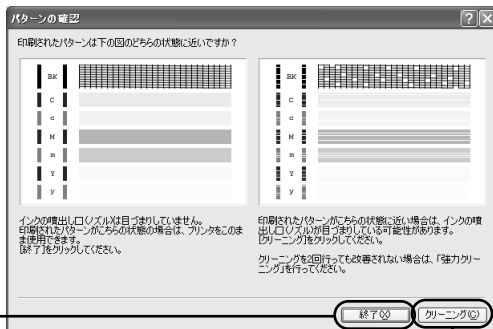 パターンの確認
印刷されたパターンは下の図のどちらの状態に近いですか？
BK
C
c
M
m
Y
y
BK
C
c
M
m
Y
y
インクの噴出し口（ノズル）は目づまりしていません。
印刷されたパターンがこちらの状態の場合は、プリンタをこのまま使用できます。
[終了]をクリックしてください。
印刷されたパターンがこちらの状態に近い場合は、インクの噴出し口（ノズル）が目づまりしている可能性があります。
[クリーニング]をクリックしてください。
クリーニングを2回行っても改善されない場合は、「強力クリーニング」を行ってください。
終了(X)
クリーニング(C)